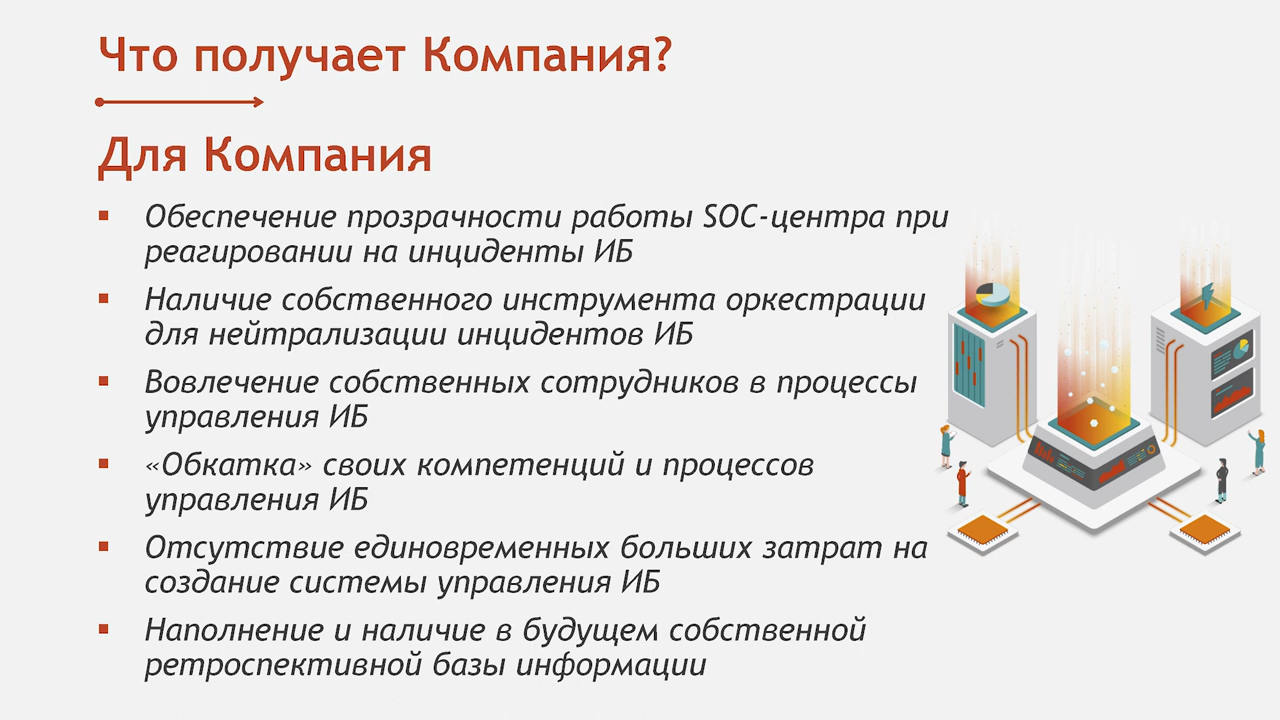 Что получает Компания?
Для Компания
▪ Обеспечение прозрачности работы SOC-центра при
реагировании на инциденты ИБ
▪ Наличие собственного инструмента оркестрации
для нейтрализации инцидентов ИБ
▪ Вовлечение собственных сотрудников в процессы
управления ИБ
▪ «Обкатка» своих компетенций и процессов
управления ИБ
▪ Отсутствие единовременных больших затрат на
создание системы управления ИБ
▪ Наполнение и наличие в будущем собственной
ретроспективной базы информации